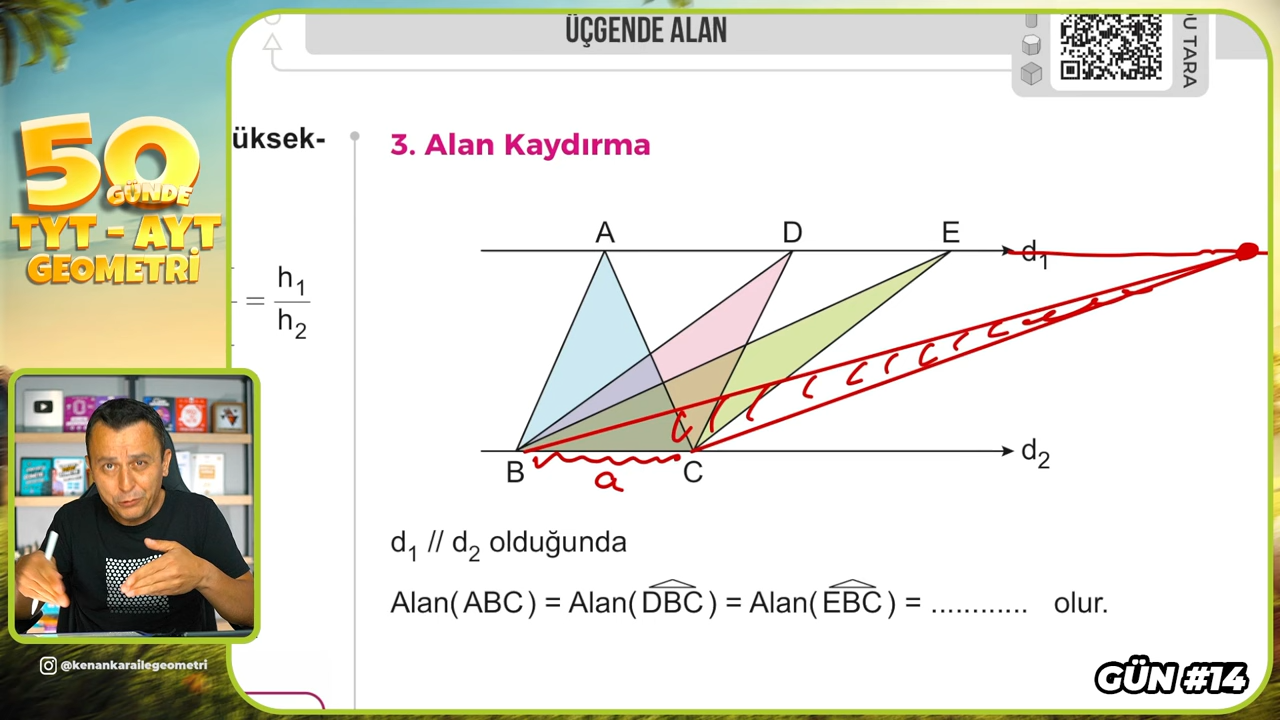 ÜÇGENDE ALAN
U TARA
50
GÜNDE
TYT - AYT
GEOMETRİ
üksek-
= h₁
h₂
3. Alan Kaydırma
A D E
d₁
B C
d₂
a
d₁ // d₂ olduğunda
Alan(ABC) = Alan(DBC) = Alan(EBC) = ............ olur.
@kenankarailegeometri
GÜN #14